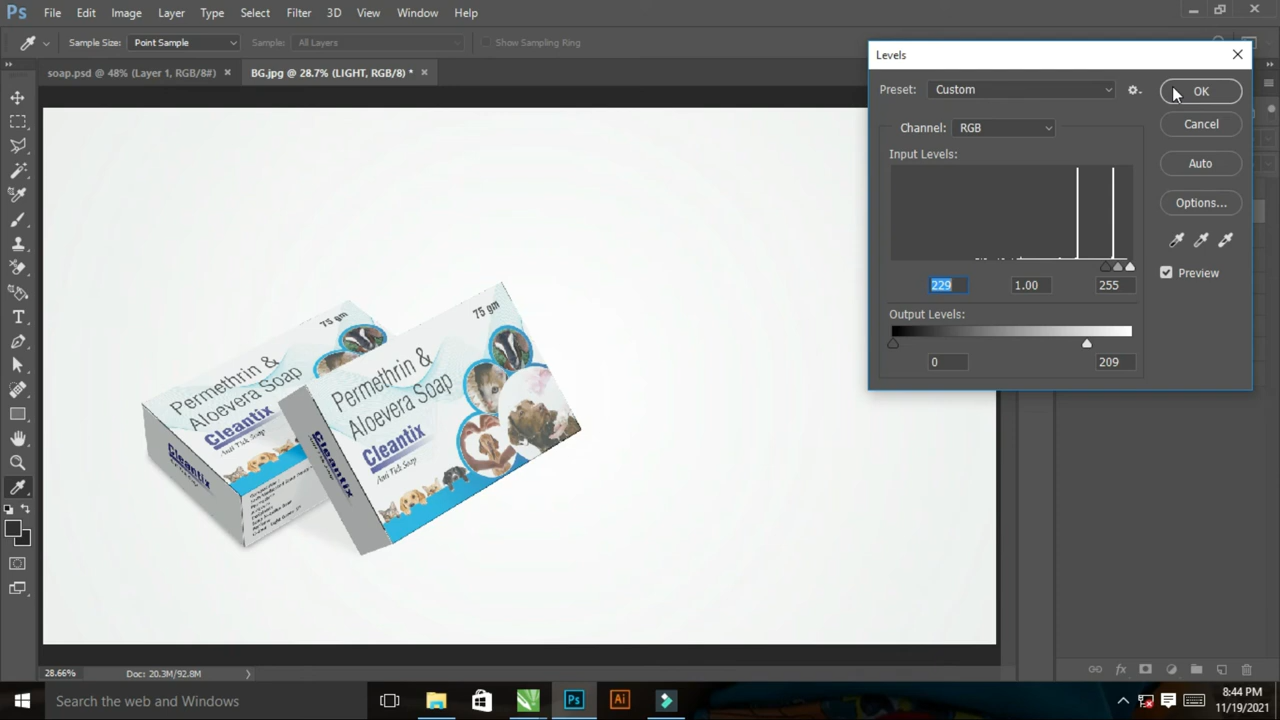 Ps File Edit Image Layer Type Select Filter 3D View Window Help
Sample Size: Point Sample Sample: All Layers Show Sampling Ring
soap.psd @ 48% (Layer 1, RGB/8#) × BG.jpg @ 28.7% (LIGHT, RGB/8) * ×
Levels
Preset: Custom
OK
Channel: RGB
Cancel
Input Levels:
Auto
Options...
229 1.00 255
Preview
Output Levels:
0 209
75 gm
Permethrin &
Aloevera Soap
Cleantix
Anti Tick Soap
Cleantix
75 gm
Permethrin &
Aloevera Soap
Cleantix
Anti Tick Soap
Cleantix
28.66% Doc: 20.3M/92.8M
Search the web and Windows
Ps Ai
8:44 PM
11/19/2021